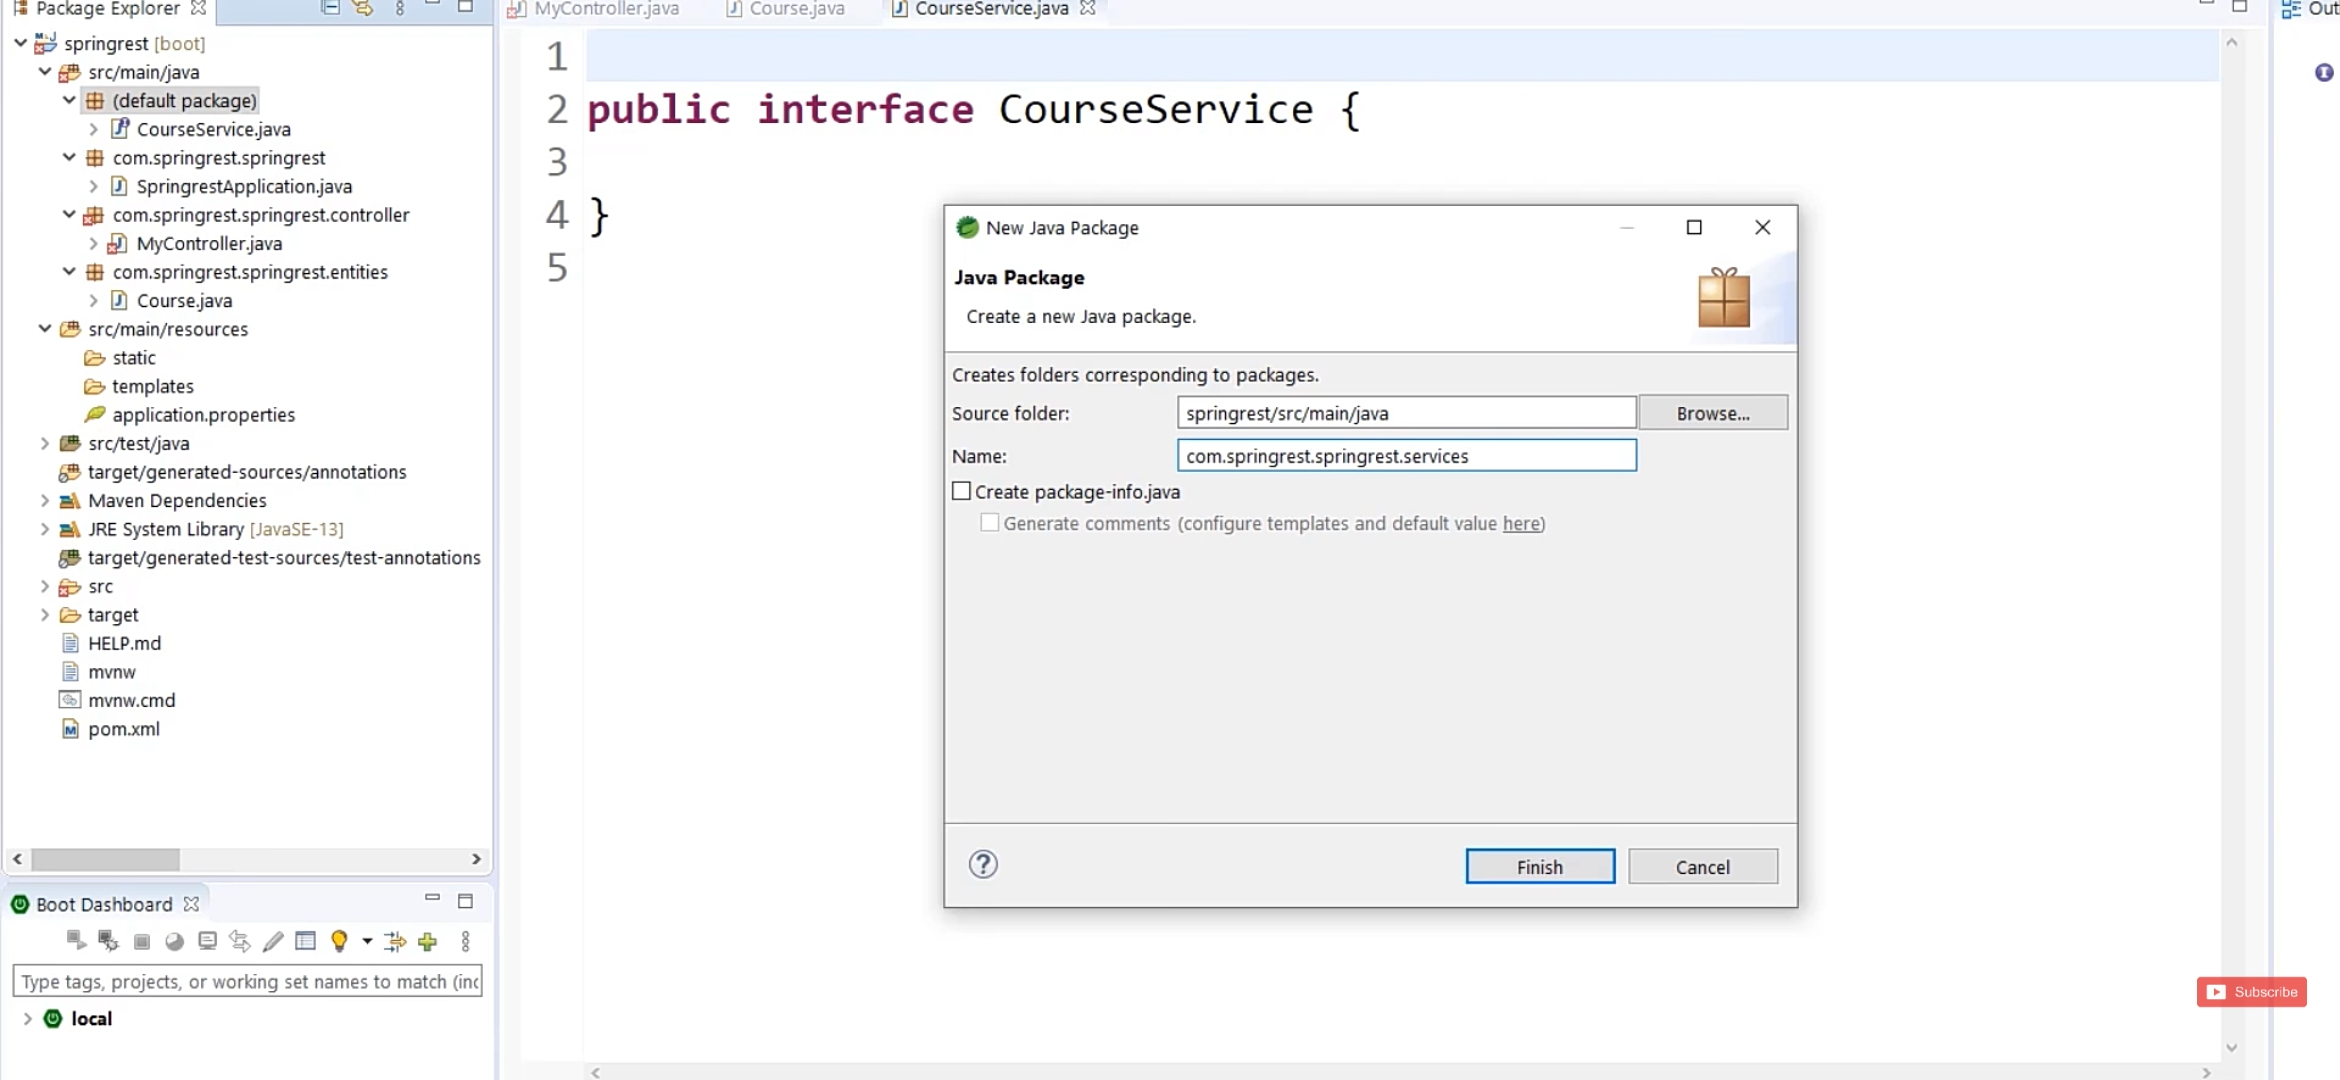 Package Explorer
springrest [boot]
src/main/java
(default package)
CourseService.java
com.springrest.springrest
SpringrestApplication.java
com.springrest.springrest.controller
MyController.java
com.springrest.springrest.entities
Course.java
src/main/resources
static
templates
application.properties
src/test/java
target/generated-sources/annotations
Maven Dependencies
JRE System Library [JavaSE-13]
target/generated-test-sources/test-annotations
src
target
HELP.md
mvnw
mvnw.cmd
pom.xml
Boot Dashboard
Type tags, projects, or working set names to match (inc
local
MyController.java
Course.java
CourseService.java
1
2 public interface CourseService {
3
4 }
5
New Java Package
Java Package
Create a new Java package.
Creates folders corresponding to packages.
Source folder: springrest/src/main/java Browse...
Name: com.springrest.springrest.services
Create package-info.java
Generate comments (configure templates and default value here)
Finish Cancel
Out
Subscribe